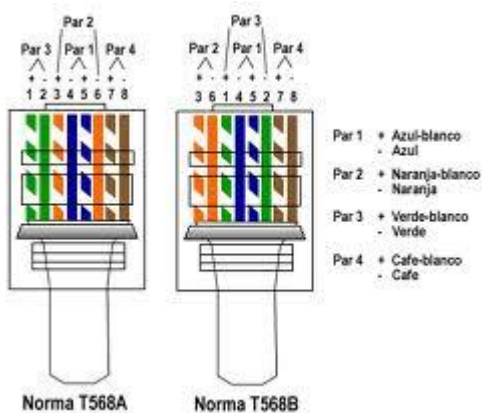 Par 2
Par 3 Par 1 Par 4
+ - + - + - + -
1 2 3 4 5 6 7 8
Par 3
Par 2 Par 1 Par 4
+ - + - + - + -
3 6 1 4 5 2 7 8
Par 1 + Azul-blanco
- Azul
Par 2 + Naranja-blanco
- Naranja
Par 3 + Verde-blanco
- Verde
Par 4 + Cafe-blanco
- Cafe
Norma T568A
Norma T568B